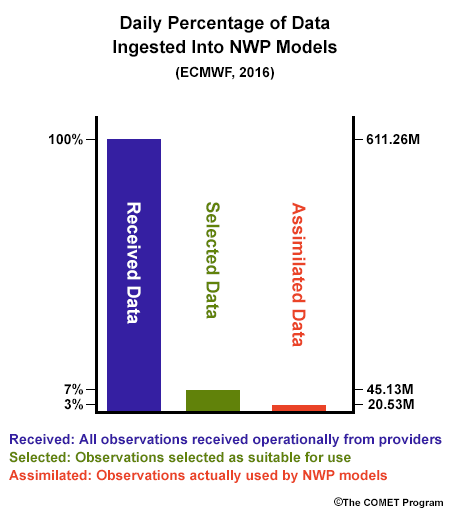 Daily Percentage of Data
Ingested Into NWP Models
(ECMWF, 2016)
100%
611.26M
Received Data
Selected Data
Assimilated Data
7%
45.13M
3%
20.53M
Received: All observations received operationally from providers
Selected: Observations selected as suitable for use
Assimilated: Observations actually used by NWP models
©The COMET Program